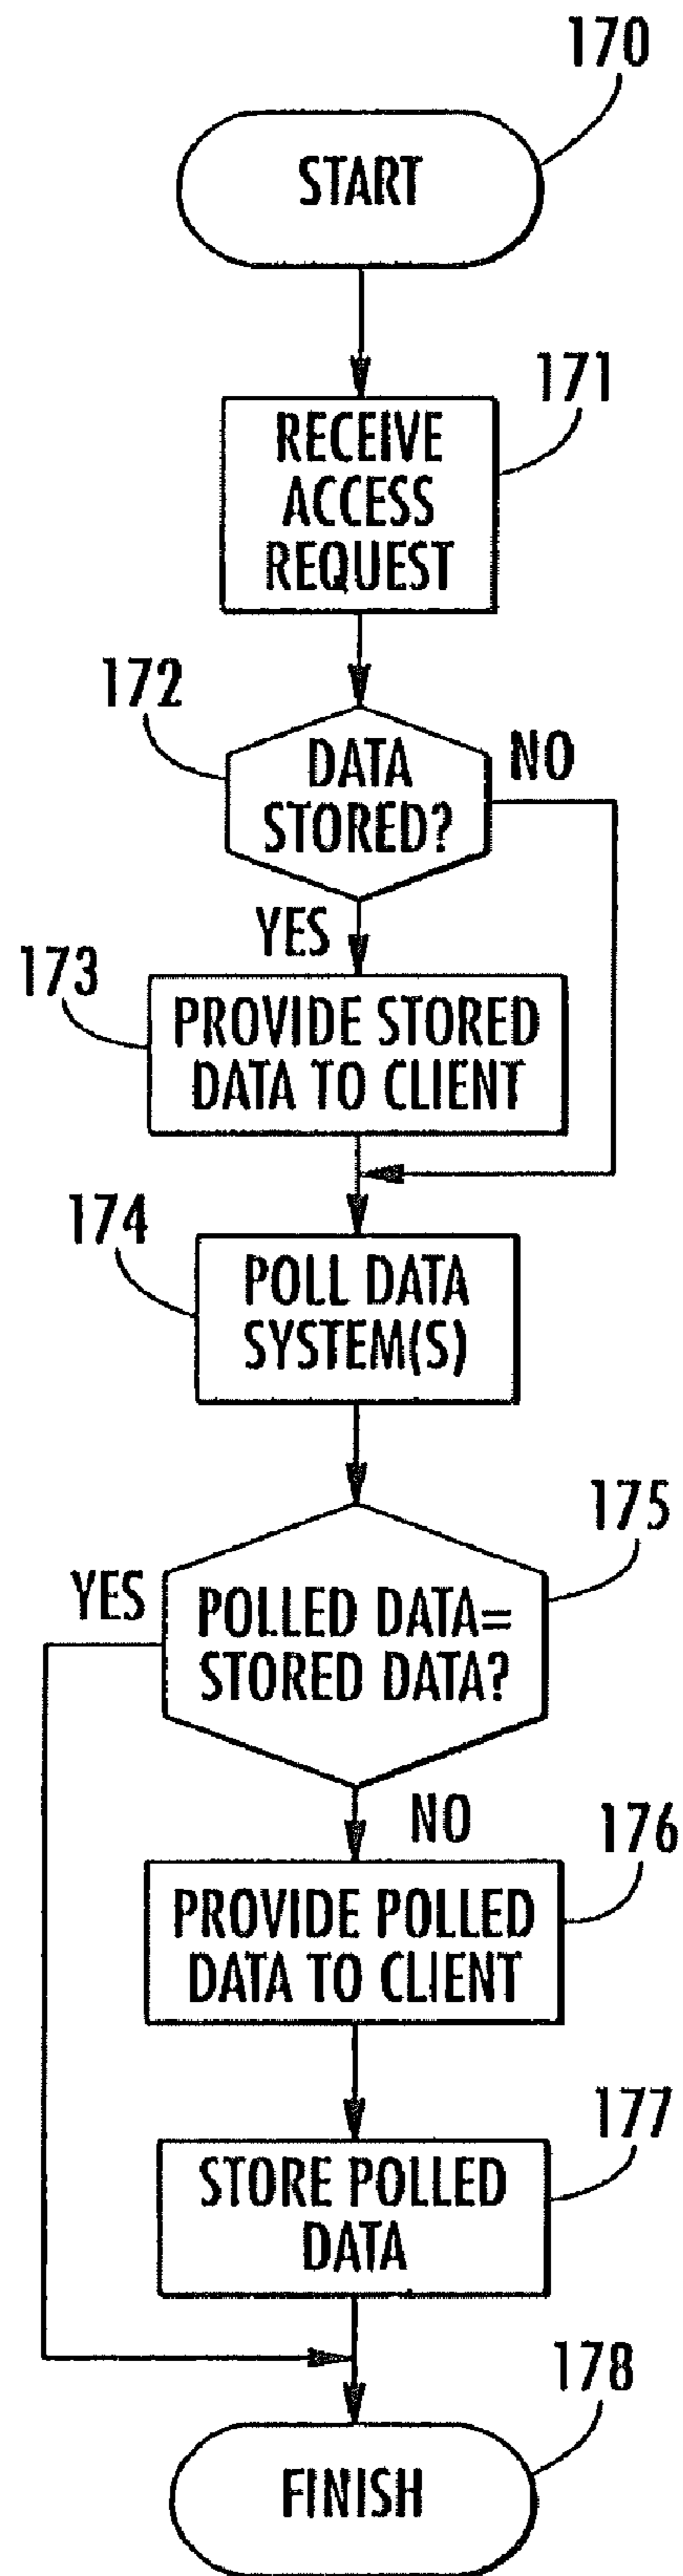 170
START
171
RECEIVE
ACCESS
REQUEST
172
DATA
STORED?
NO
YES
173
PROVIDE STORED
DATA TO CLIENT
174
POLL DATA
SYSTEM(S)
175
YES
POLLED DATA=
STORED DATA?
NO
176
PROVIDE POLLED
DATA TO CLIENT
177
STORE POLLED
DATA
178
FINISH